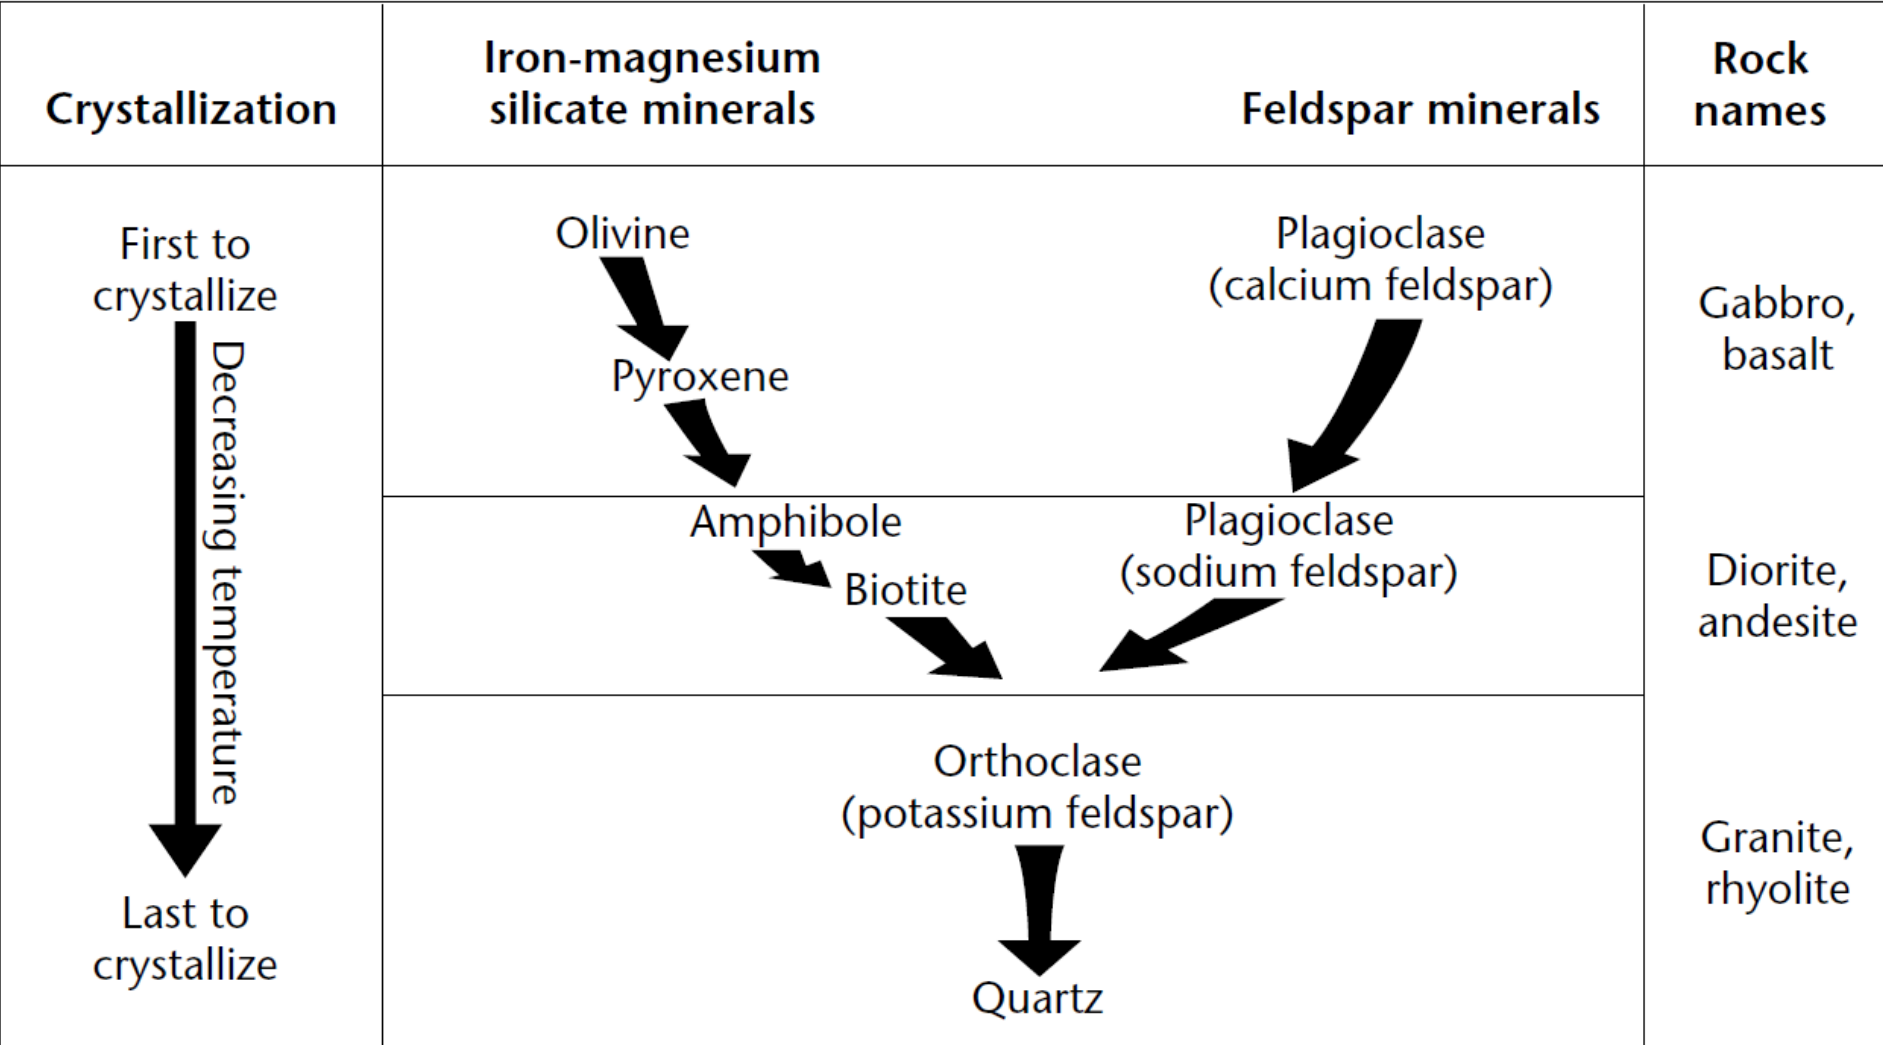 Crystallization
Iron-magnesium
silicate minerals
Feldspar minerals
Rock
names
First to
crystallize
Decreasing temperature
Last to
crystallize
Olivine
Pyroxene
Plagioclase
(calcium feldspar)
Gabbro,
basalt
Amphibole
Biotite
Plagioclase
(sodium feldspar)
Diorite,
andesite
Orthoclase
(potassium feldspar)
Quartz
Granite,
rhyolite